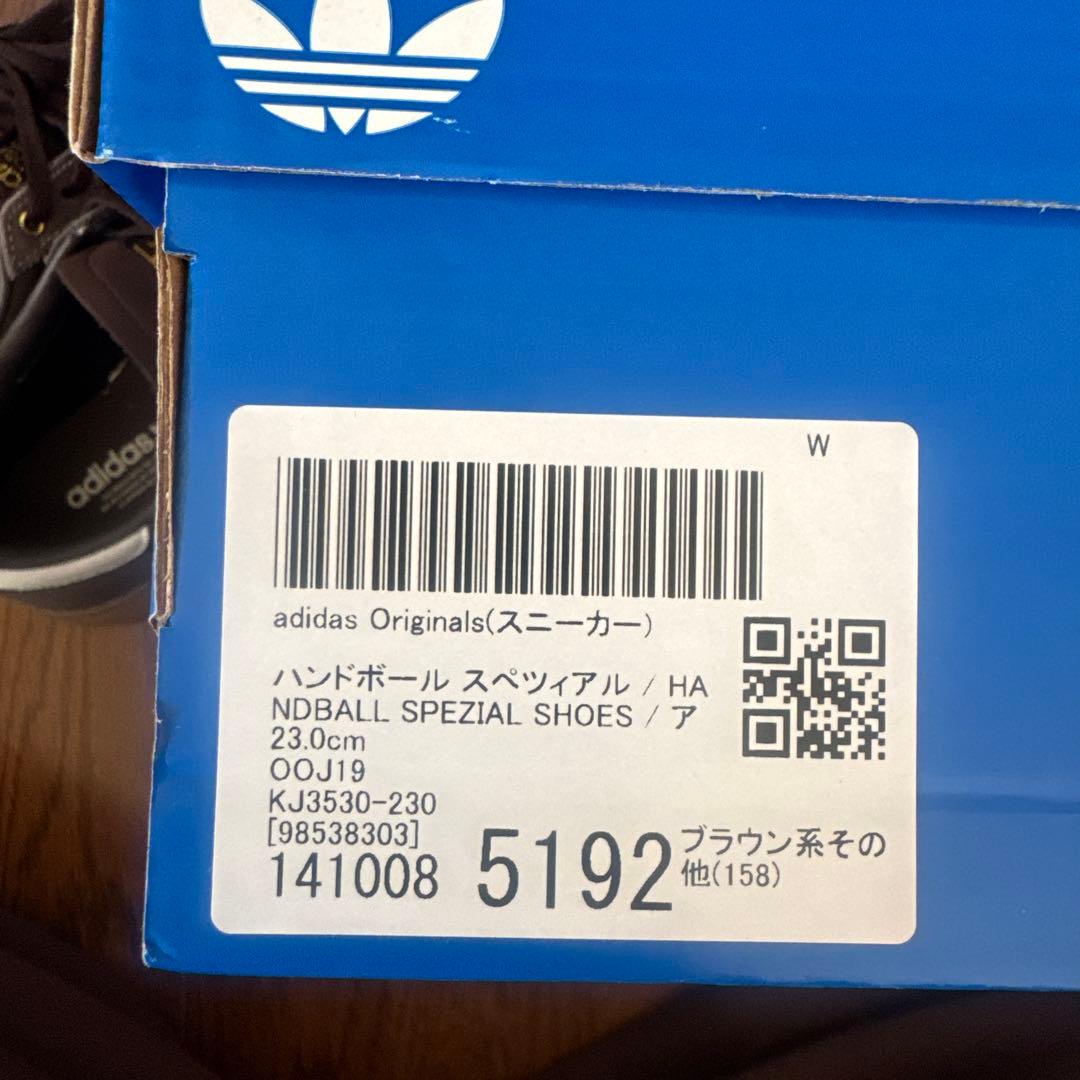 W
adidas Originals(スニーカー)
ハンドボール スペツィアル / HA
NDBALL SPEZIAL SHOES / ア
23.0cm
OOJ19
KJ3530-230
[98538303]
141008
5192
ブラウン系その
他(158)
adidas